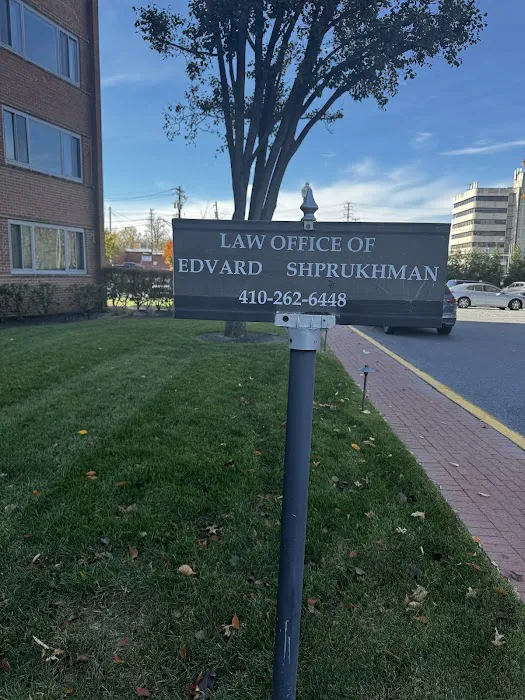 LAW OFFICE OF
EDVARD SHPRUKHMAN
410-262-6448